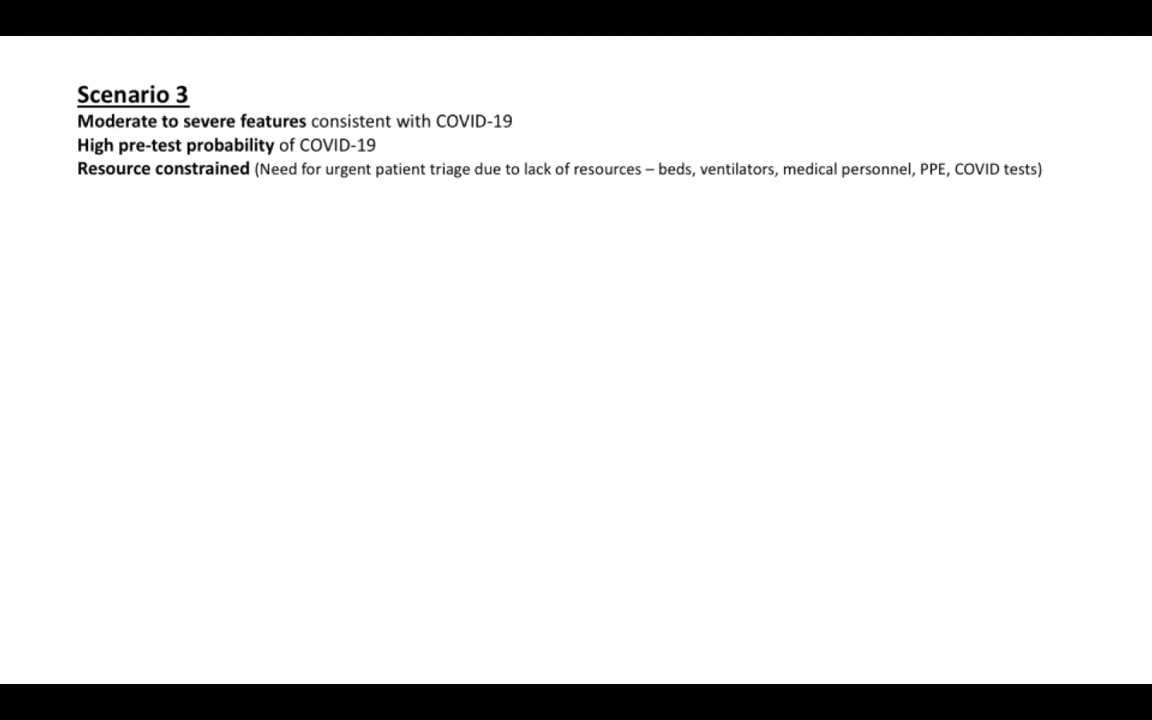 Scenario 3
Moderate to severe features consistent with COVID-19
High pre-test probability of COVID-19
Resource constrained (Need for urgent patient triage due to lack of resources – beds, ventilators, medical personnel, PPE, COVID tests)